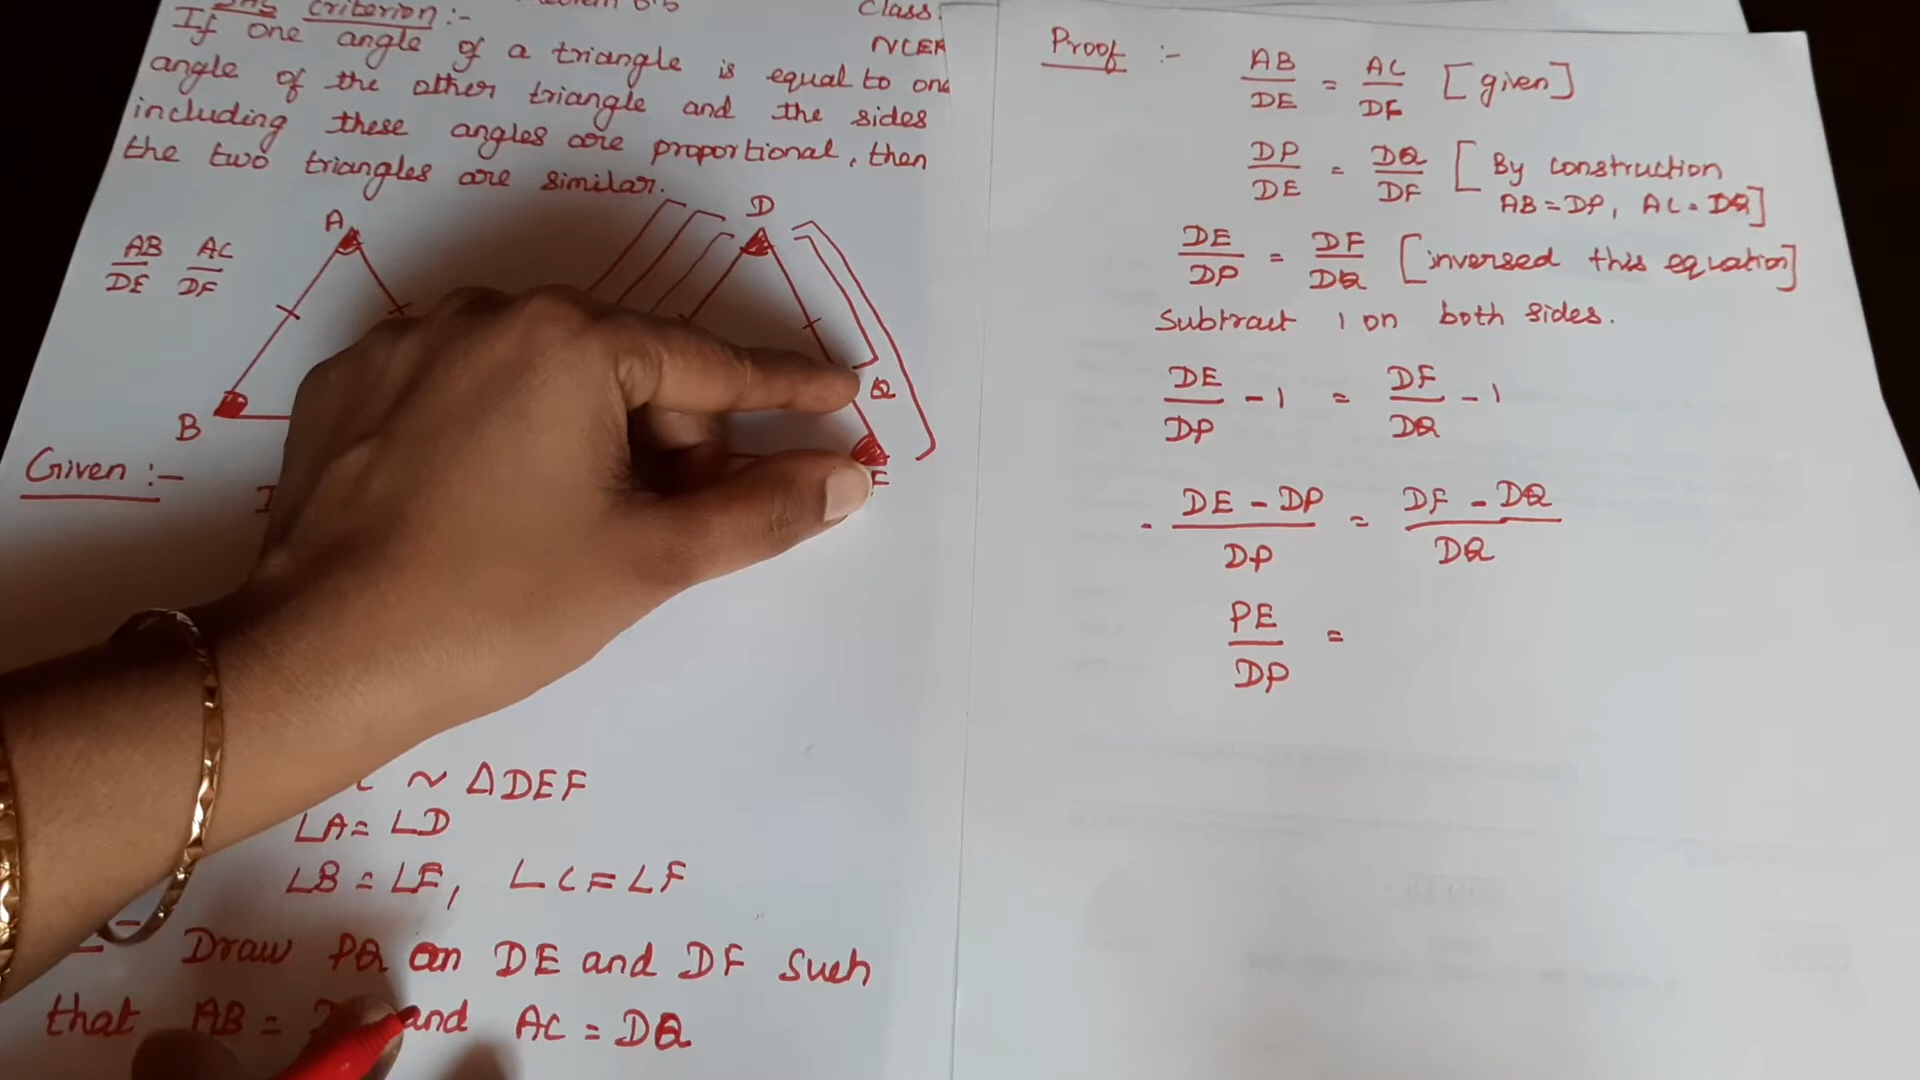 criterion :-
Class
If one angle of a triangle is equal to one
NCER
angle of the other triangle and the sides
including these angles are proportional, then
the two triangles are similar.
AB/DE AC/DF
A
B
D
Q
F
Given :-
~ ΔDEF
∠A = ∠D
∠B = ∠E, ∠C = ∠F
Draw PQ on DE and DF such
that AB = and AC = DQ
Proof :- AB/DE = AC/DF [given]
DP/DE = DQ/DF [By construction
AB = DP, AC = DQ]
DE/DP = DF/DQ [inversed this equation]
Subtract 1 on both sides.
DE/DP - 1 = DF/DQ - 1
DE - DP/DP = DF - DQ/DQ
PE/DP =